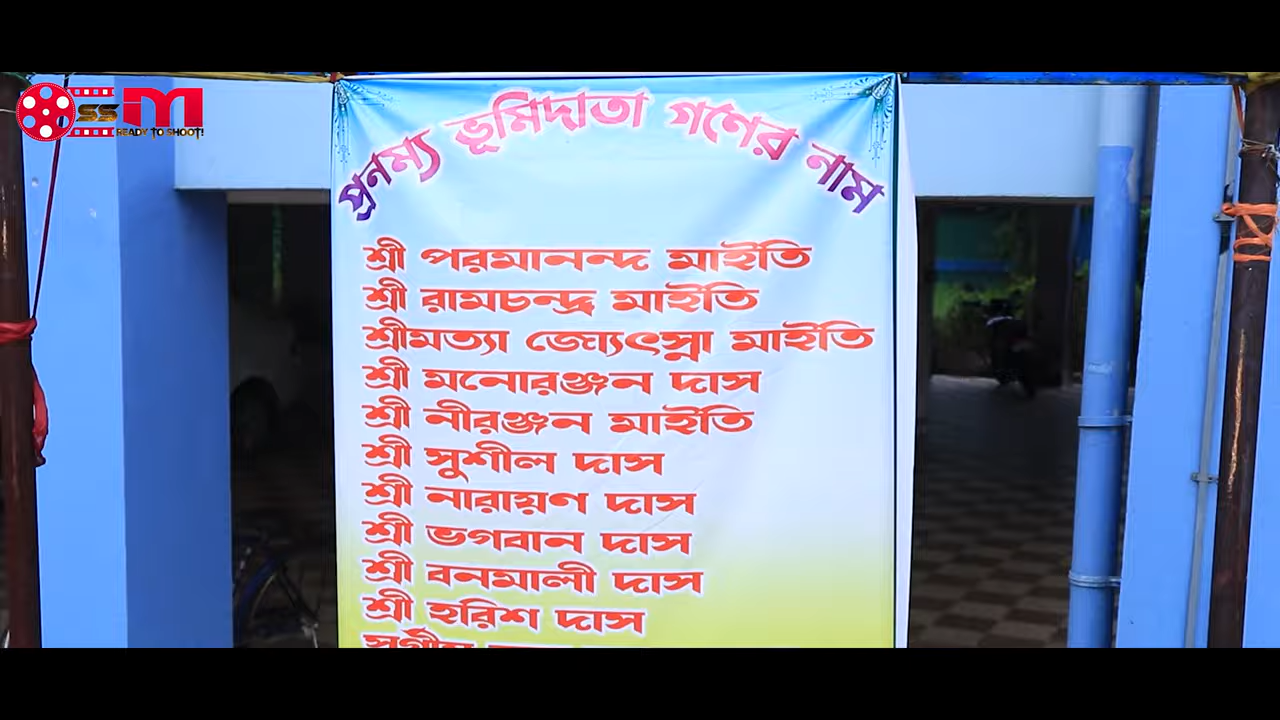 SSM
READY TO SHOOT!
প্রনম্য ভূমিদাতা গণের নাম
শ্রী পরমানন্দ মাইতি
শ্রী রামচন্দ্র মাইতি
শ্রীমত্যা জ্যোৎস্না মাইতি
শ্রী মনোরঞ্জন দাস
শ্রী নীরঞ্জন মাইতি
শ্রী সুশীল দাস
শ্রী নারায়ণ দাস
শ্রী ভগবান দাস
শ্রী বনমালী দাস
শ্রী হরিশ দাস